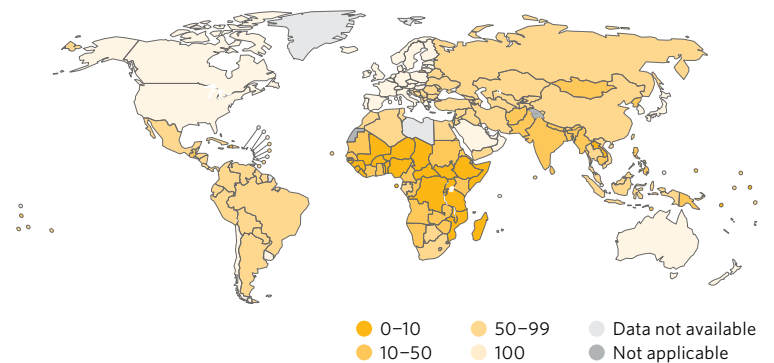 0–10 50–99 Data not available
10–50 100 Not applicable